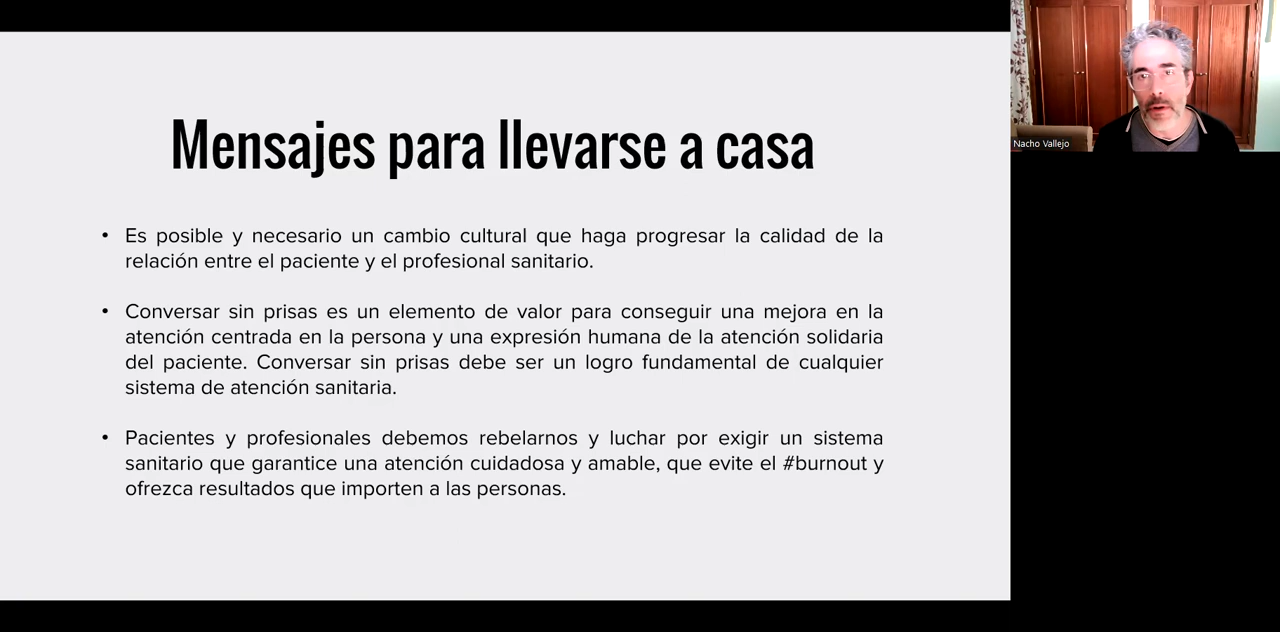 Mensajes para llevarse a casa
• Es posible y necesario un cambio cultural que haga progresar la calidad de la
relación entre el paciente y el profesional sanitario.
• Conversar sin prisas es un elemento de valor para conseguir una mejora en la
atención centrada en la persona y una expresión humana de la atención solidaria
del paciente. Conversar sin prisas debe ser un logro fundamental de cualquier
sistema de atención sanitaria.
• Pacientes y profesionales debemos rebelarnos y luchar por exigir un sistema
sanitario que garantice una atención cuidadosa y amable, que evite el #burnout y
ofrezca resultados que importen a las personas.
Nacho Vallejo